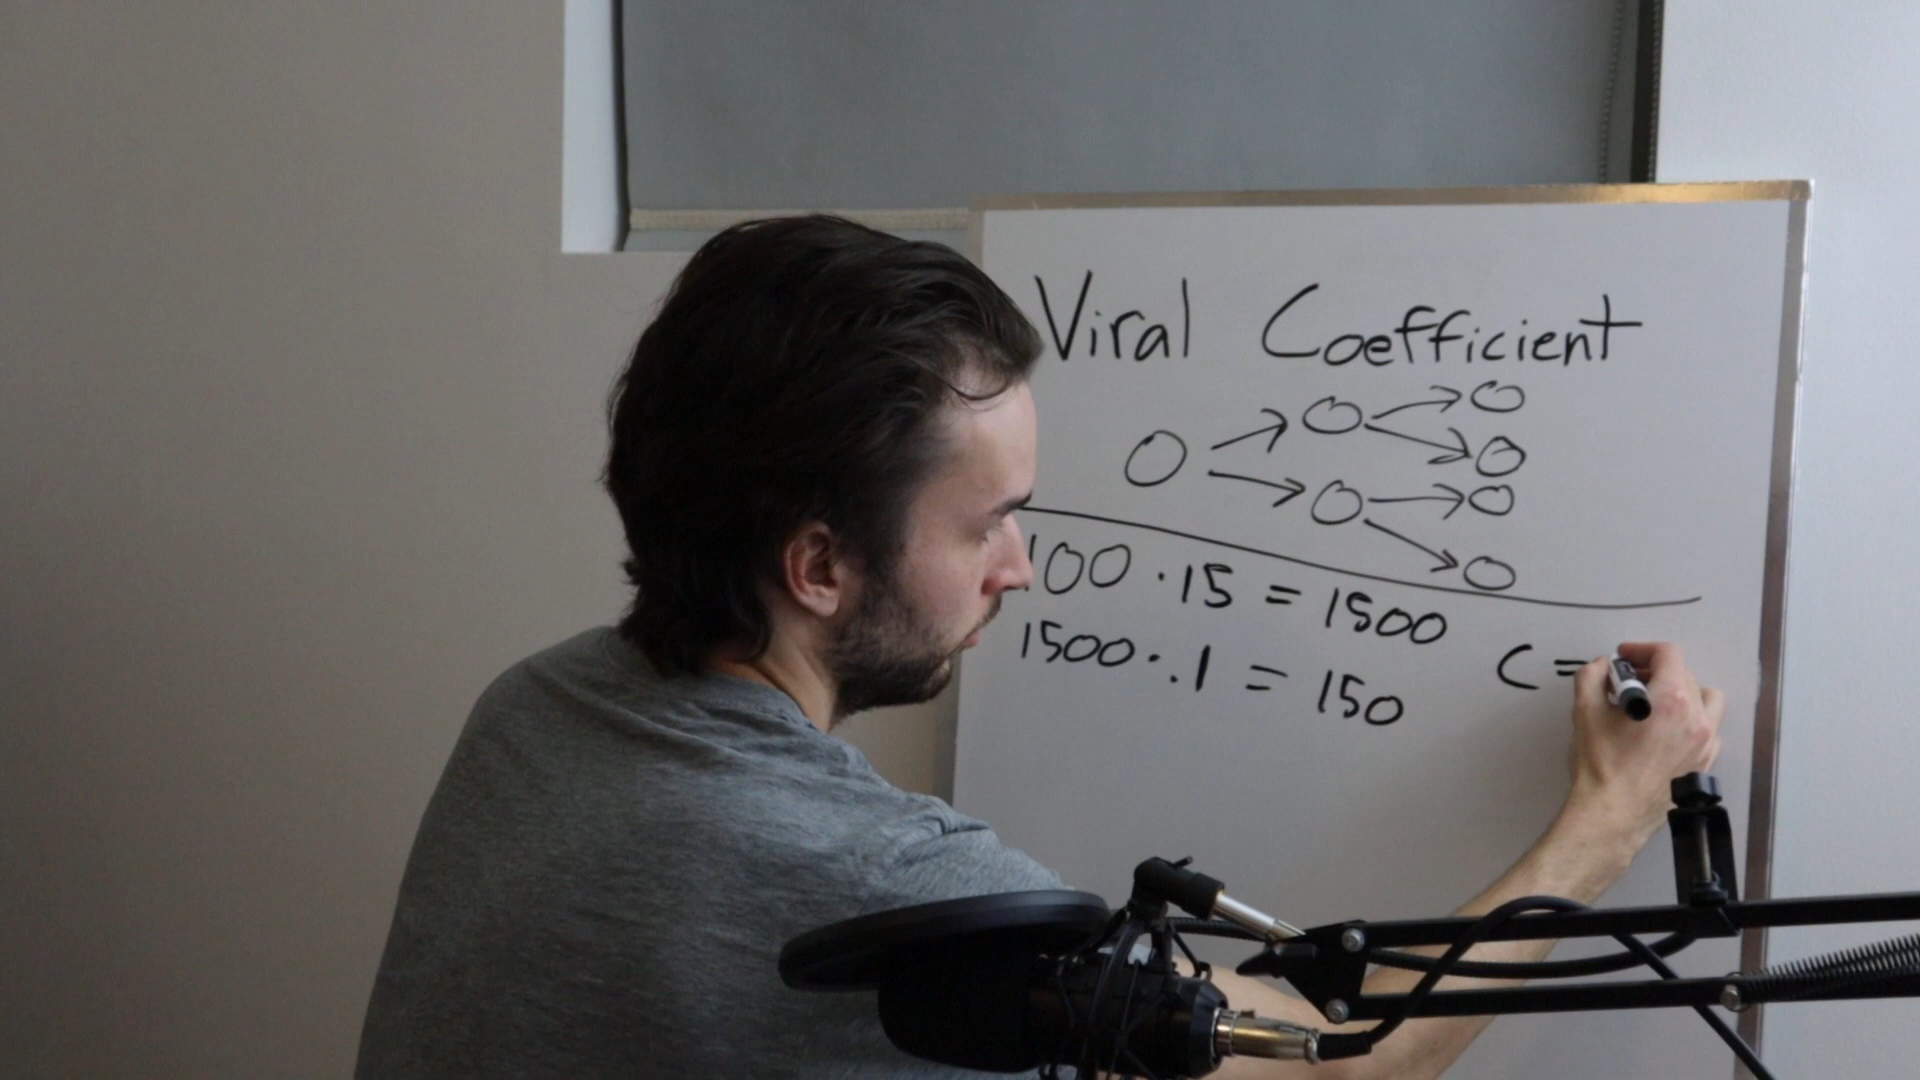 Viral Coefficient
100 · 15 = 1500
1500 · .1 = 150
C =